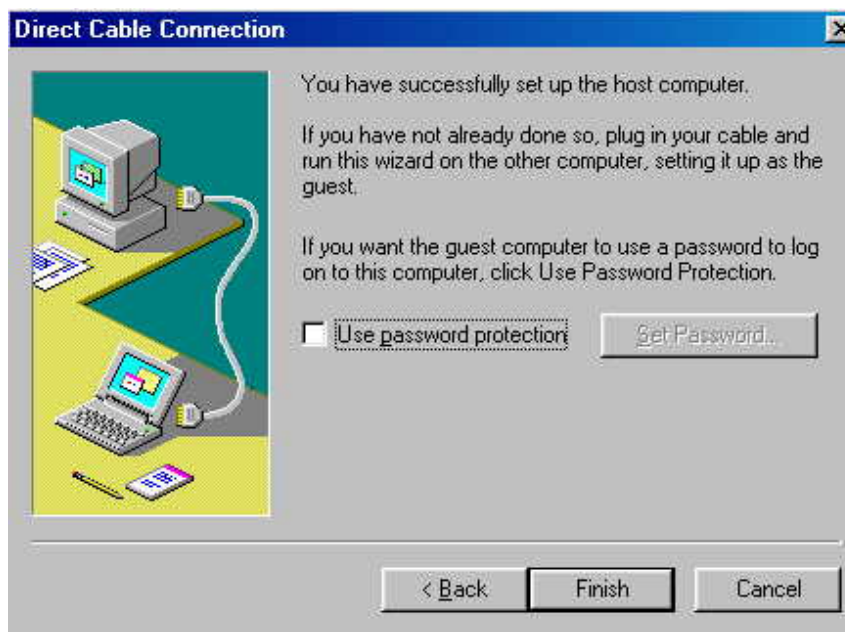 Direct Cable Connection
You have successfully set up the host computer.
If you have not already done so, plug in your cable and
run this wizard on the other computer, setting it up as the
guest.
If you want the guest computer to use a password to log
on to this computer, click Use Password Protection.
Use password protection
Set Password..
< Back
Finish
Cancel